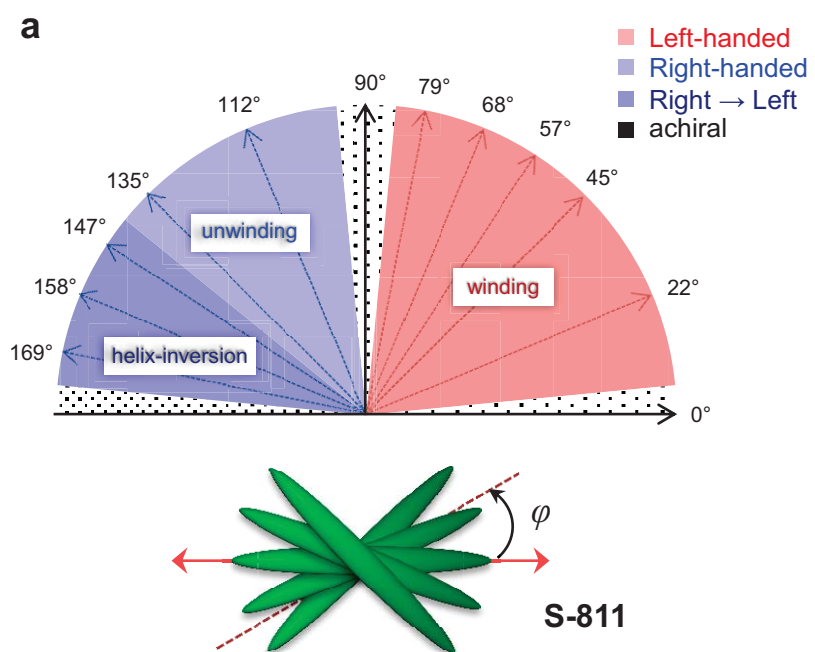 a
Left-handed
Right-handed
Right → Left
achiral
90°
79°
68°
57°
45°
22°
0°
112°
135°
147°
158°
169°
unwinding
winding
helix-inversion
φ
S-811